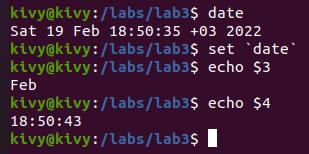 kivy@kivy:/labs/lab3$ date
Sat 19 Feb 18:50:35 +03 2022
kivy@kivy:/labs/lab3$ set `date`
kivy@kivy:/labs/lab3$ echo $3
Feb
kivy@kivy:/labs/lab3$ echo $4
18:50:43
kivy@kivy:/labs/lab3$